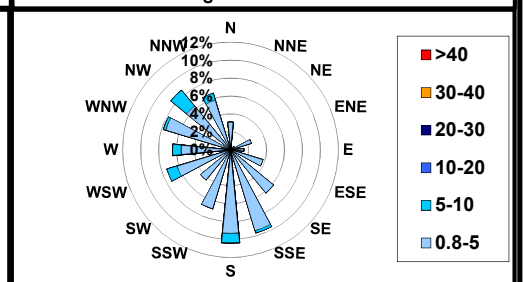 N
NNW
12%
NNE
10%
NW
8%
NE
6%
WNW
4%
ENE
2%
W
0%
E
WSW
ESE
SW
SE
SSW
SSE
S
>40
30-40
20-30
10-20
5-10
0.8-5